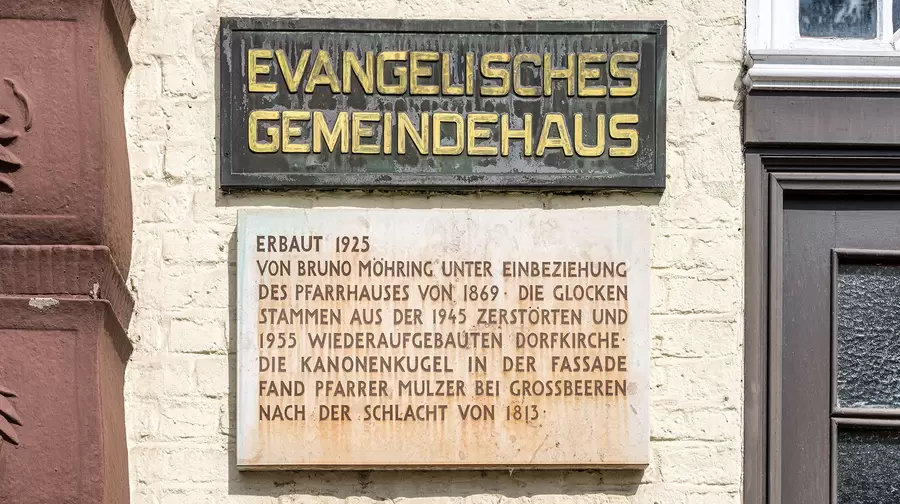 EVANGELISCHES
GEMEINDEHAUS
ERBAUT 1925
VON BRUNO MÖHRING UNTER EINBEZIEHUNG
DES PFARRHAUSES VON 1869 · DIE GLOCKEN
STAMMEN AUS DER 1945 ZERSTÖRTEN UND
1955 WIEDERAUFGEBAUTEN DORFKIRCHE ·
DIE KANONENKUGEL IN DER FASSADE
FAND PFARRER MULZER BEI GROSSBEEREN
NACH DER SCHLACHT VON 1813 ·